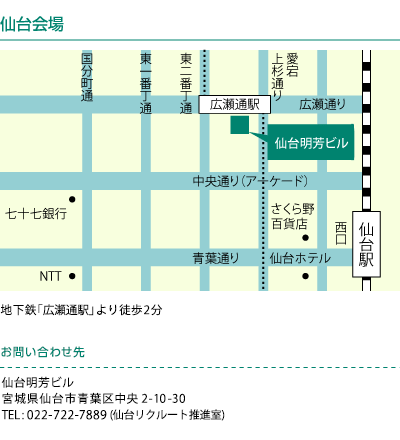 仙台会場
国分町通
東一番丁通
東二番丁通
愛宕
上杉通り
広瀬通駅
広瀬通り
仙台明芳ビル
中央通り(アーケード)
七十七銀行
さくら野
百貨店
西口
仙台駅
青葉通り
仙台ホテル
NTT
地下鉄「広瀬通駅」より徒歩2分
お問い合わせ先
仙台明芳ビル
宮城県仙台市青葉区中央 2-10-30
TEL: 022-722-7889 (仙台リクルート推進室)